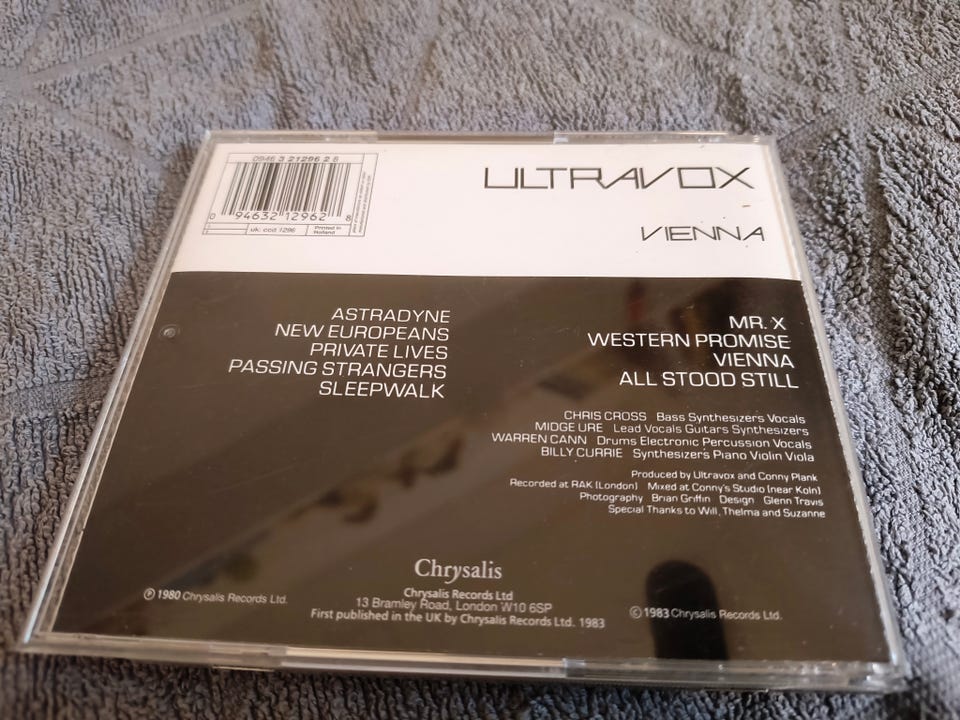 0946 3 21296 2 6
0 94632 12962 6
uk: ccd 1296
Printed in Holland
ULTRAVOX
VIENNA
ASTRADYNE
NEW EUROPEANS
PRIVATE LIVES
PASSING STRANGERS
SLEEPWALK
MR. X
WESTERN PROMISE
VIENNA
ALL STOOD STILL
CHRIS CROSS Bass Synthesizers Vocals
MIDGE URE Lead Vocals Guitars Synthesizers
WARREN CANN Drums Electronic Percussion Vocals
BILLY CURRIE Synthesizers Piano Violin Viola
Produced by Ultravox and Conny Plank
Recorded at RAK (London) Mixed at Conny's Studio (near Koln)
Photography Brian Griffin Design Glenn Travis
Special Thanks to Will, Thelma and Suzanne
Chrysalis
Chrysalis Records Ltd
13 Bramley Road, London W10 6SP
First published in the UK by Chrysalis Records Ltd. 1983
℗ 1980 Chrysalis Records Ltd.
© 1983 Chrysalis Records Ltd.